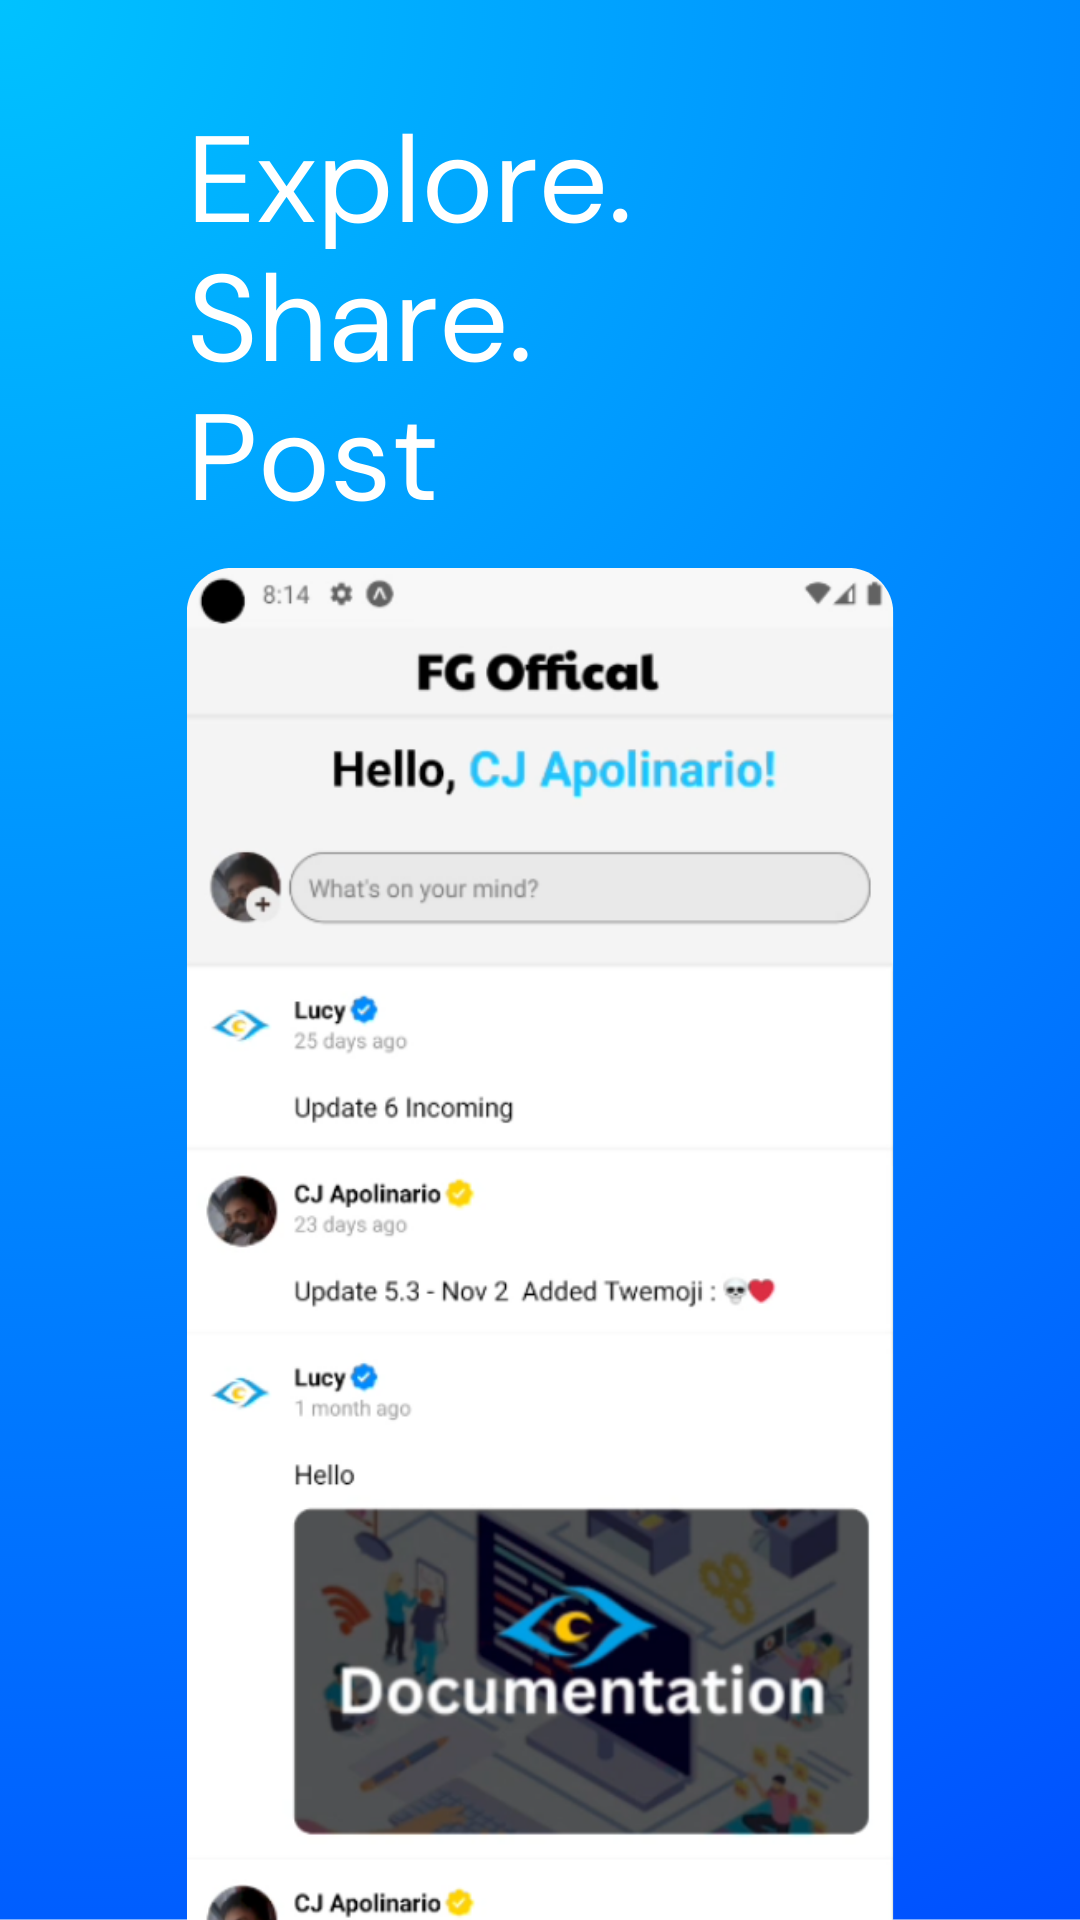 Explore.
Share.
Post
8:14
FG Offical
Hello, CJ Apolinario!
What's on your mind?
Lucy
25 days ago
Update 6 Incoming
CJ Apolinario
23 days ago
Update 5.3 - Nov 2  Added Twemoji : 💀❤️
Lucy
1 month ago
Hello
Documentation
CJ Apolinario